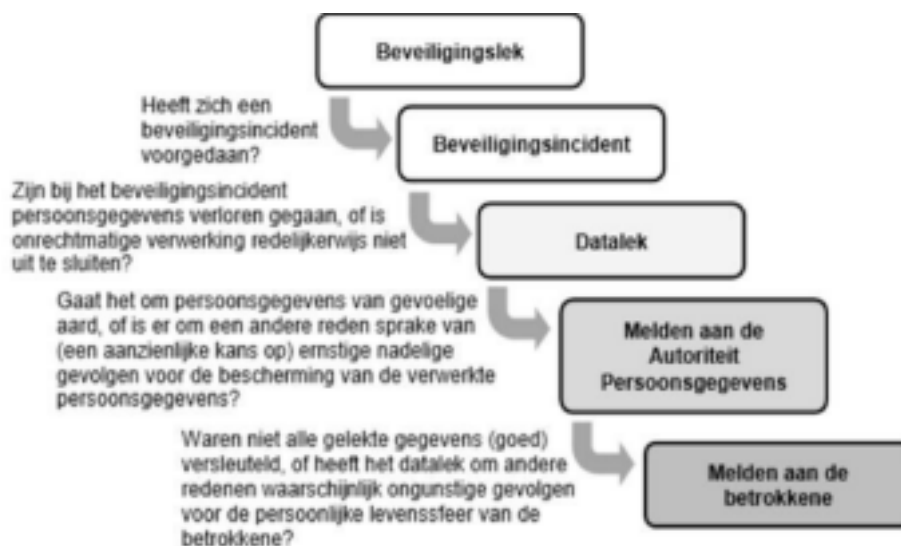 Beveiligingslek
Heeft zich een
beveiligingsincident
voorgedaan?
Beveiligingsincident
Zijn bij het beveiligingsincident
persoonsgegevens verloren gegaan, of is
onrechtmatige verwerking redelijkerwijs niet
uit te sluiten?
Datalek
Gaat het om persoonsgegevens van gevoelige
aard, of is er om een andere reden sprake van
(een aanzienlijke kans op) ernstige nadelige
gevolgen voor de bescherming van de verwerkte
persoonsgegevens?
Melden aan de
Autoriteit
Persoonsgegevens
Waren niet alle gelekte gegevens (goed)
versleuteld, of heeft het datalek om andere
redenen waarschijnlijk ongunstige gevolgen
voor de persoonlijke levenssfeer van de
betrokkene?
Melden aan de
betrokkene